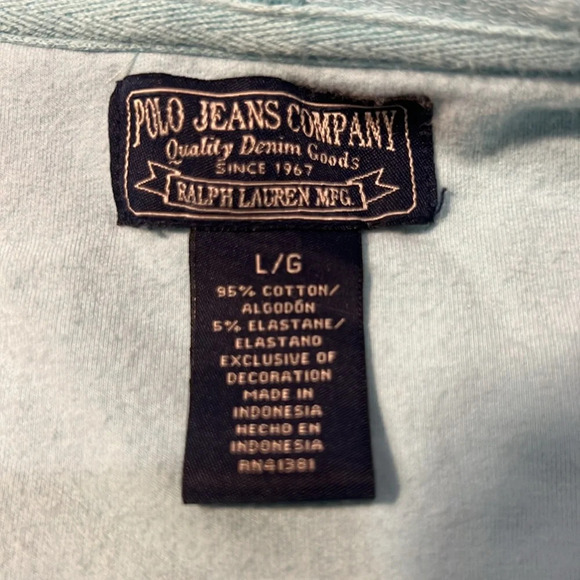 POLO JEANS COMPANY
Quality Denim Goods
SINCE 1967
RALPH LAUREN MFG.
L/G
95% COTTON/
ALGODÓN
5% ELASTANE/
ELASTANO
EXCLUSIVE OF
DECORATION
MADE IN
INDONESIA
HECHO EN
INDONESIA
RN41381